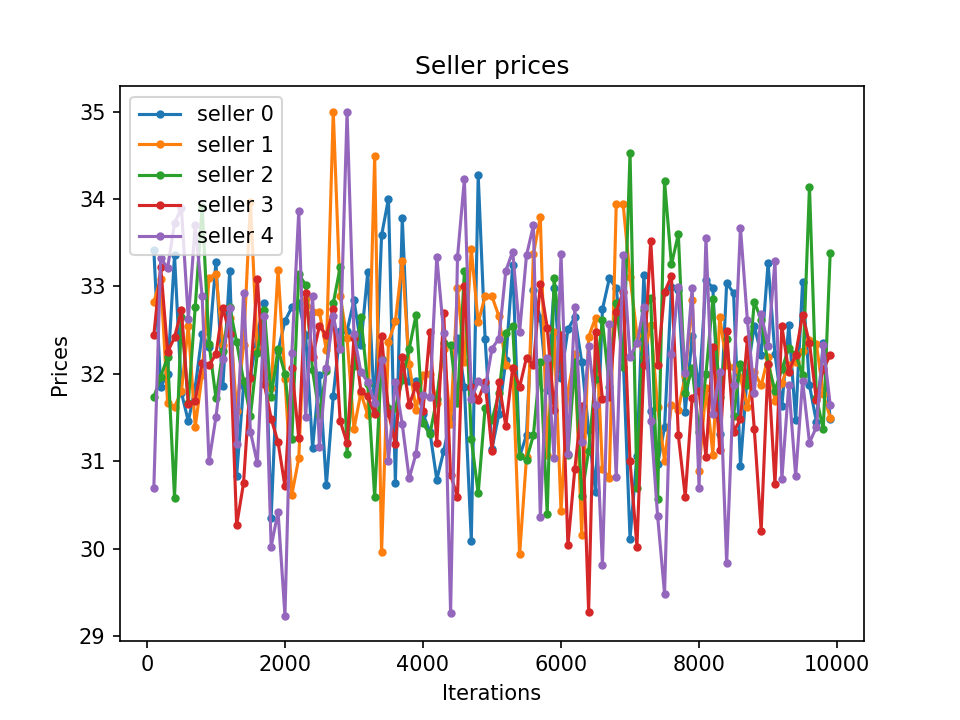 Seller prices
seller 0
seller 1
seller 2
seller 3
seller 4
35
34
33
32
31
30
29
Prices
0 2000 4000 6000 8000 10000
Iterations